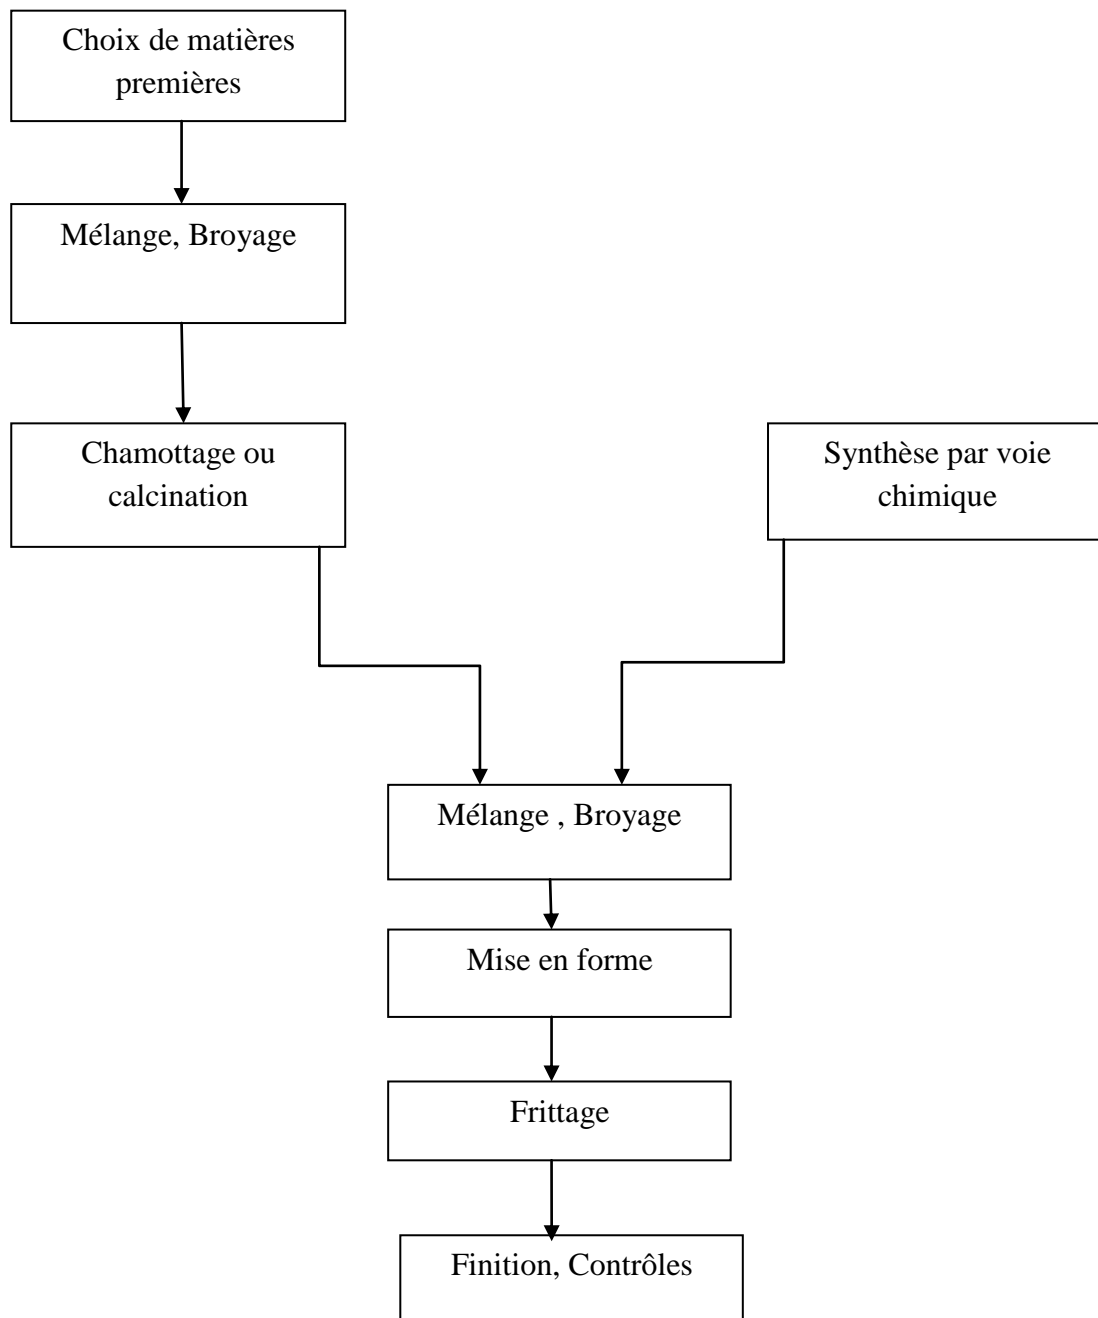 Choix de matières
premières
Mélange, Broyage
Chamottage ou
calcination
Synthèse par voie
chimique
Mélange , Broyage
Mise en forme
Frittage
Finition, Contrôles